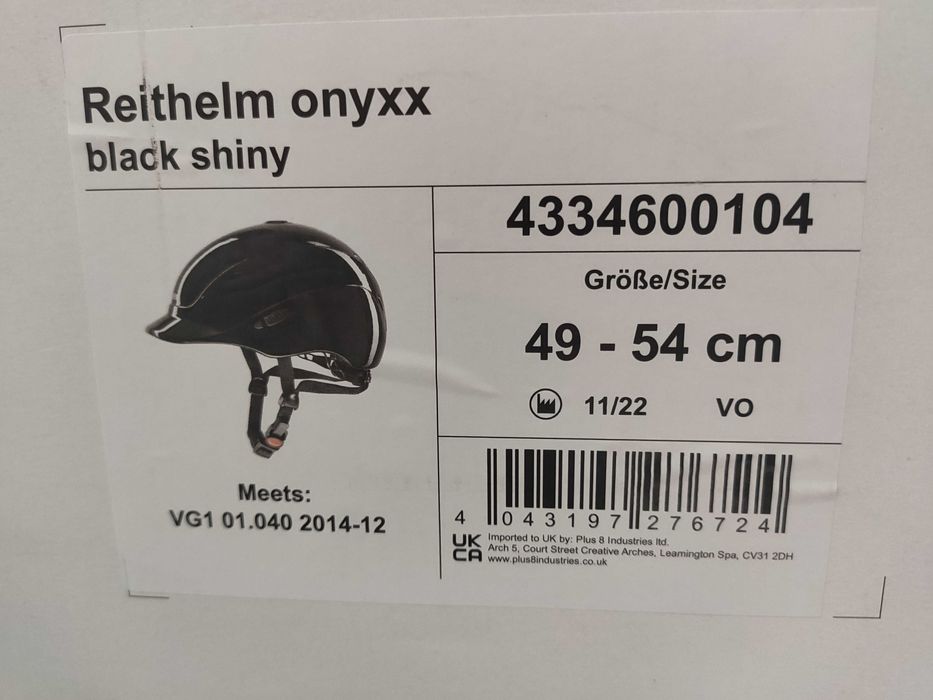 Reithelm onyxx
black shiny
4334600104
Größe/Size
49 - 54 cm
11/22 VO
Meets:
VG1 01.040 2014-12
4 043197 276724
UK
CA
Imported to UK by: Plus 8 Industries ltd.
Arch 5, Court Street Creative Arches, Leamington Spa, CV31 2DH
www.plus8industries.co.uk